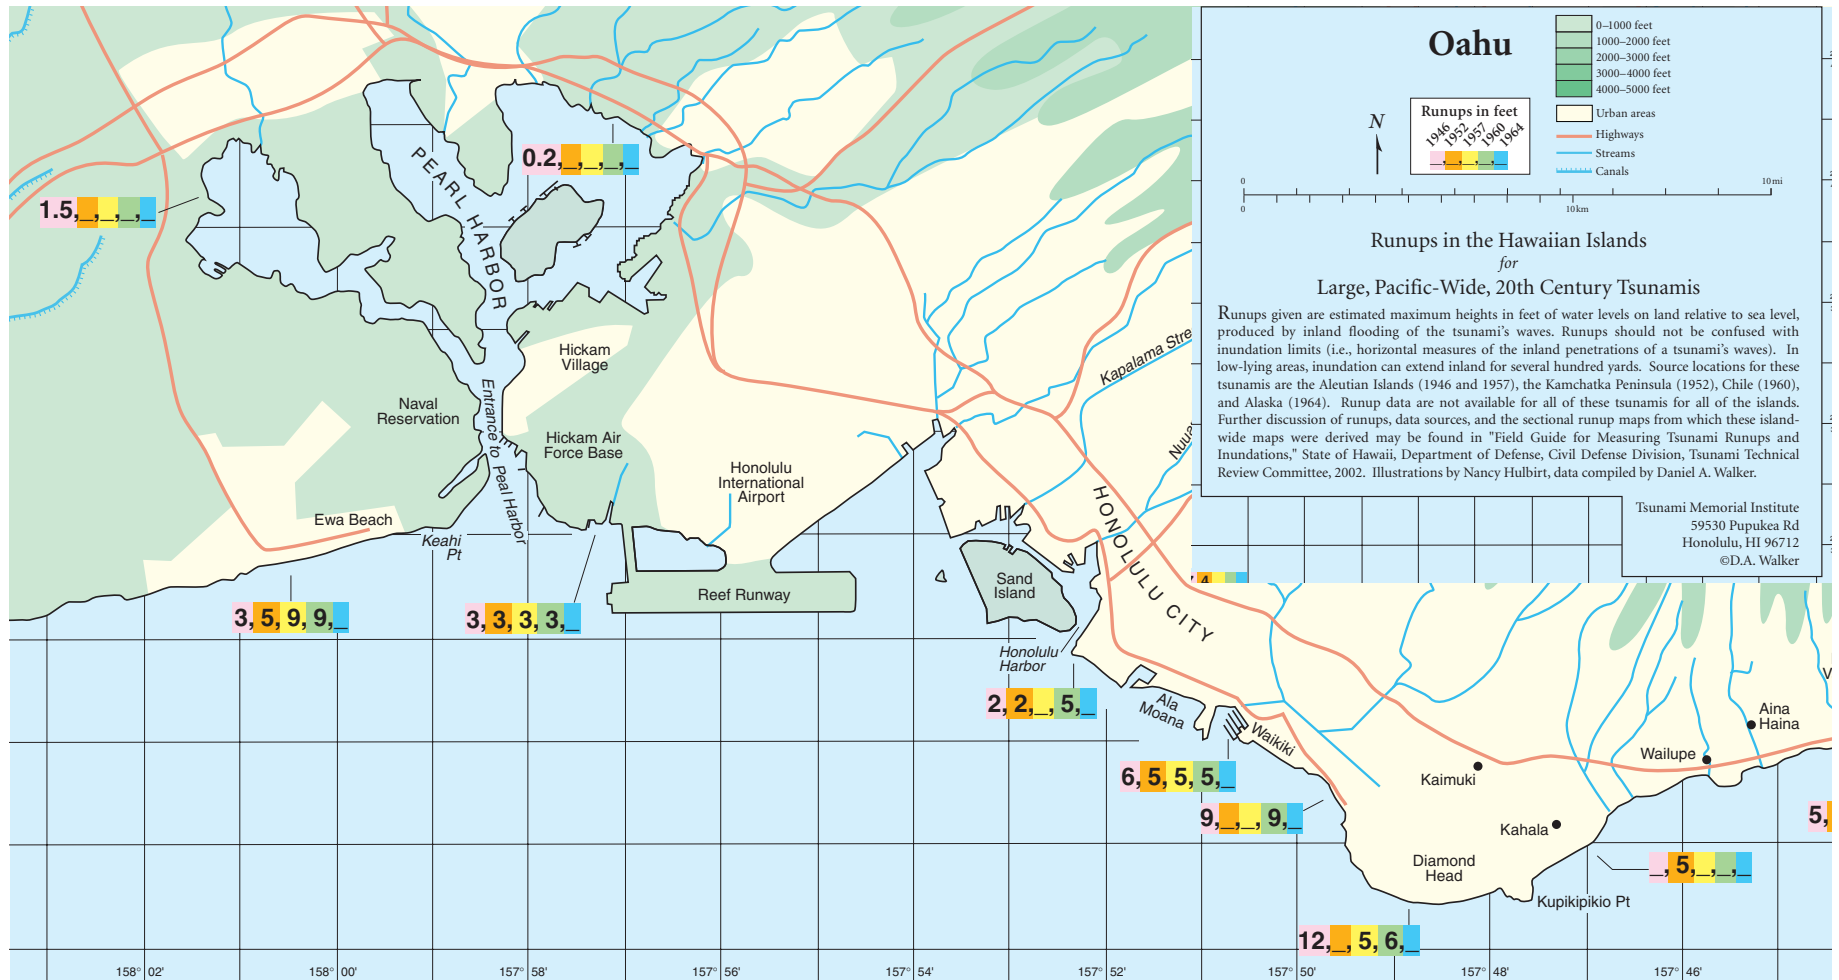 Oahu
0–1000 feet
1000–2000 feet
2000–3000 feet
3000–4000 feet
4000–5000 feet
Urban areas
Highways
Streams
Canals
N
Runups in feet
1946
1952
1957
1960
1964
_,_,_,_,_
0
10 mi
0
10 km
Runups in the Hawaiian Islands
for
Large, Pacific-Wide, 20th Century Tsunamis
Runups given are estimated maximum heights in feet of water levels on land relative to sea level,
produced by inland flooding of the tsunami's waves. Runups should not be confused with
inundation limits (i.e., horizontal measures of the inland penetrations of a tsunami's waves). In
low-lying areas, inundation can extend inland for several hundred yards. Source locations for these
tsunamis are the Aleutian Islands (1946 and 1957), the Kamchatka Peninsula (1952), Chile (1960),
and Alaska (1964). Runup data are not available for all of these tsunamis for all of the islands.
Further discussion of runups, data sources, and the sectional runup maps from which these island-
wide maps were derived may be found in "Field Guide for Measuring Tsunami Runups and
Inundations," State of Hawaii, Department of Defense, Civil Defense Division, Tsunami Technical
Review Committee, 2002. Illustrations by Nancy Hulbirt, data compiled by Daniel A. Walker.
Tsunami Memorial Institute
59530 Pupukea Rd
Honolulu, HI 96712
©D.A. Walker
0.2,_,_,_,_
1.5,_,_,_,_
PEARL HARBOR
Hickam
Village
Naval
Reservation
Entrance to Peal Harbor
Hickam Air
Force Base
Honolulu
International
Airport
Kapalama Stre
Nuua
Ewa Beach
Keahi
Pt
Reef Runway
Sand
Island
HONOLULU CITY
3,5,9,9,_
3,3,3,3,_
4
Honolulu
Harbor
2,2,_,5,_
Ala
Moana
Waikiki
6,5,5,5,_
9,_,_,9,_
Kaimuki
Kahala
Wailupe
Aina
Haina
V
5,
Diamond
Head
_,5,_,_,_
Kupikipikio Pt
12,_,5,6,_
158° 02'
158° 00'
157° 58'
157° 56'
157° 54'
157° 52'
157° 50'
157° 48'
157° 46'